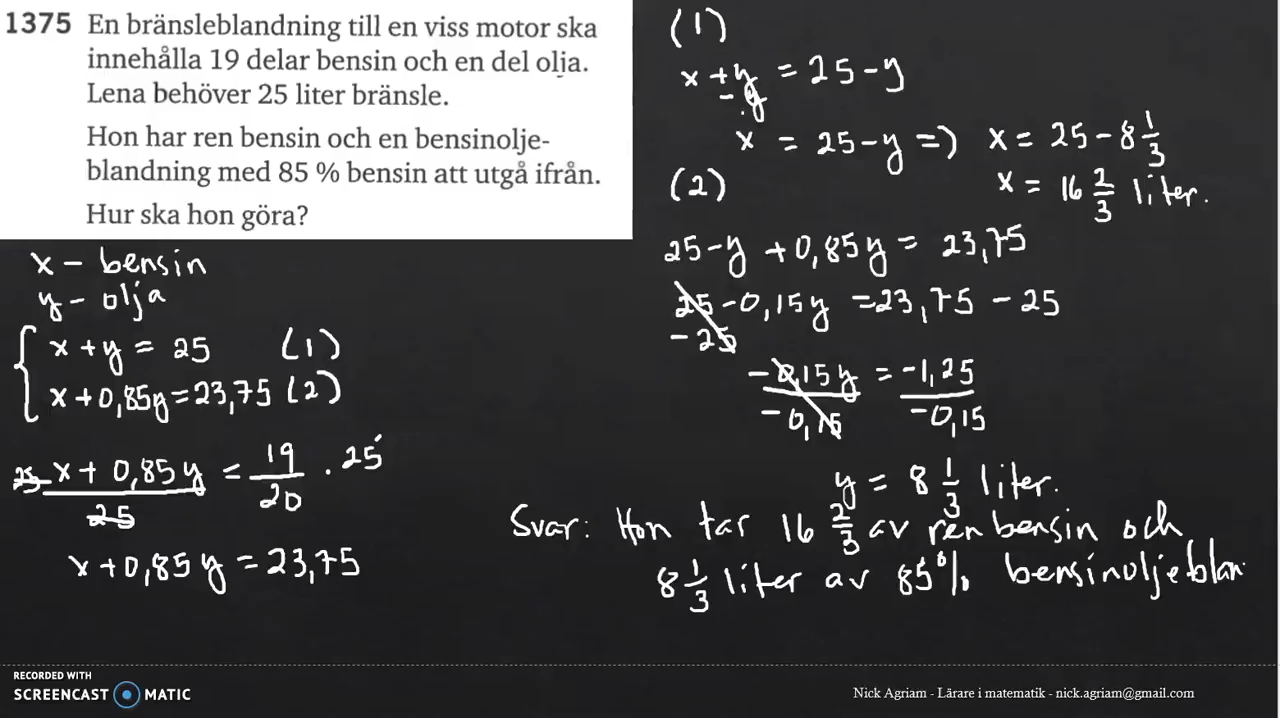 1375 En bränsleblandning till en viss motor ska
innehålla 19 delar bensin och en del olja.
Lena behöver 25 liter bränsle.
Hon har ren bensin och en bensinolje-
blandning med 85 % bensin att utgå ifrån.
Hur ska hon göra?
x - bensin
y - olja
x + y = 25 (1)
x + 0,85y = 23,75 (2)
25 · x + 0,85y / 25 = 19/20 · 25
x + 0,85y = 23,75
(1)
x + y = 25 - y
- y
x = 25 - y => x = 25 - 8 1/3
x = 16 2/3 liter.
(2)
25 - y + 0,85y = 23,75
25 - 0,15y = 23,75 - 25
- 25
-0,15y / -0,15 = -1,25 / -0,15
y = 8 1/3 liter.
Svar: Hon tar 16 2/3 av ren bensin och
8 1/3 liter av 85% bensinoljeblan
RECORDED WITH
SCREENCAST MATIC
Nick Agriam - Lärare i matematik - nick.agriam@gmail.com